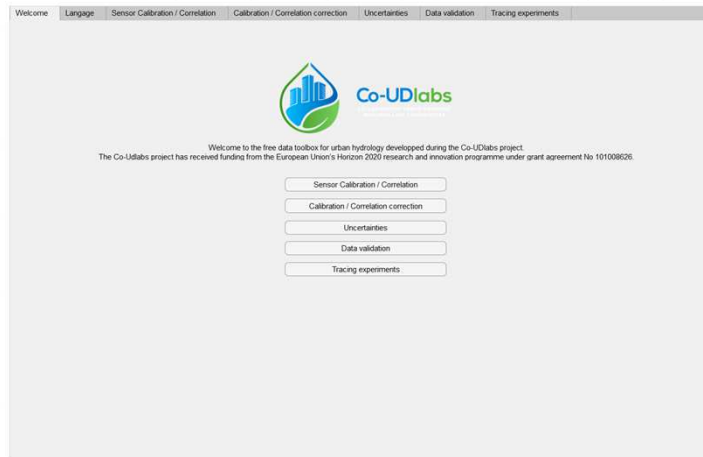 Welcome Langage Sensor Calibration / Correlation Calibration / Correlation correction Uncertainties Data validation Tracing experiments
Co-UDlabs
Welcome to the free data toolbox for urban hydrology developped during the Co-UDlabs project.
The Co-Udlabs project has received funding from the European Union's Horizon 2020 research and innovation programme under grant agreement No 101008626.
Sensor Calibration / Correlation
Calibration / Correlation correction
Uncertainties
Data validation
Tracing experiments